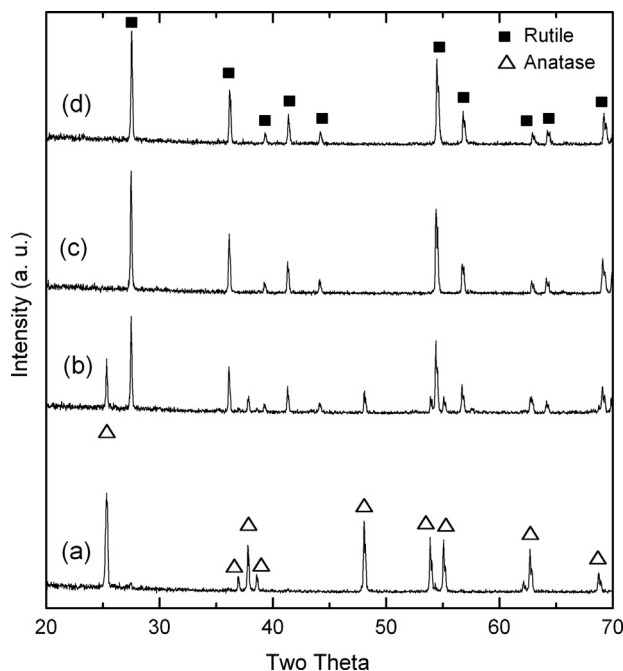 Rutile
Anatase
(d)
(c)
(b)
(a)
Intensity (a. u.)
20 30 40 50 60 70
Two Theta